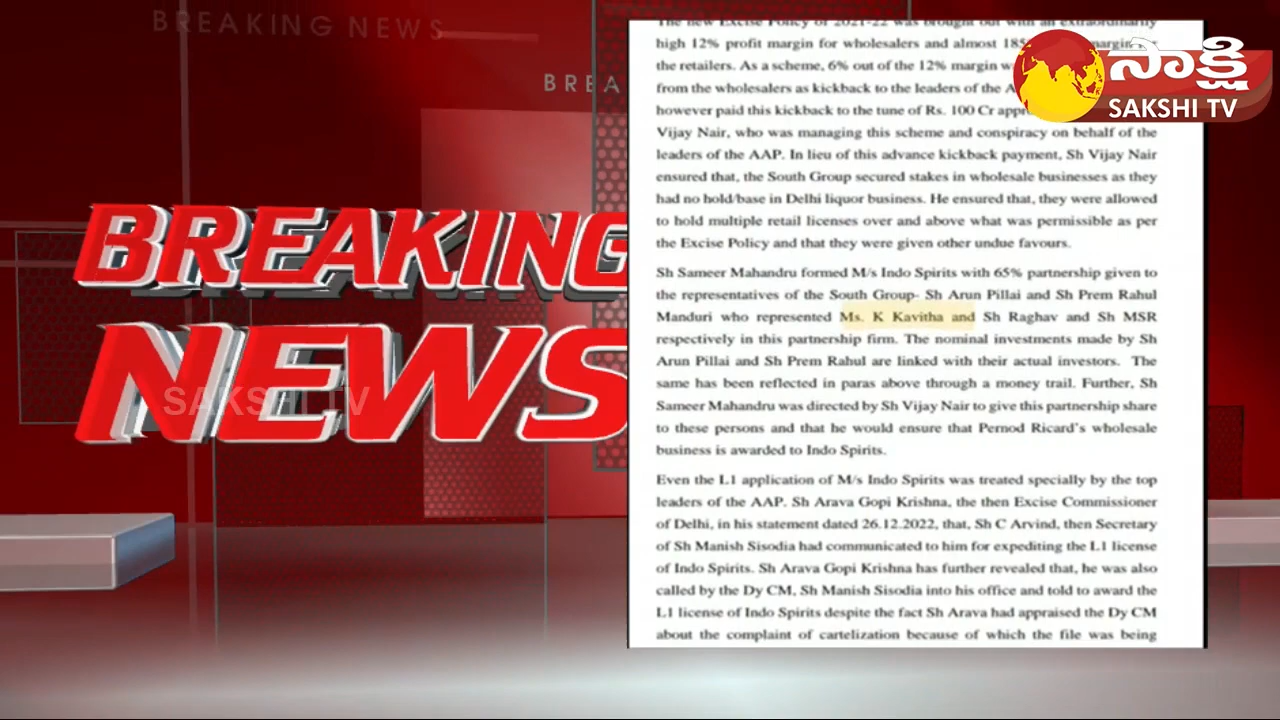 BREAKING NEWS
BREA
BREAKING
NEWS
SAKSHI TV
సాక్షి
SAKSHI TV
The new Excise Policy of 2021-22 was brought out with an extraordinarily
high 12% profit margin for wholesalers and almost 185% margin for
the retailers. As a scheme, 6% out of the 12% margin w
from the wholesalers as kickback to the leaders of the A
however paid this kickback to the tune of Rs. 100 Cr appr
Vijay Nair, who was managing this scheme and conspiracy on behalf of the
leaders of the AAP. In lieu of this advance kickback payment, Sh Vijay Nair
ensured that, the South Group secured stakes in wholesale businesses as they
had no hold/base in Delhi liquor business. He ensured that, they were allowed
to hold multiple retail licenses over and above what was permissible as per
the Excise Policy and that they were given other undue favours.
Sh Sameer Mahandru formed M/s Indo Spirits with 65% partnership given to
the representatives of the South Group- Sh Arun Pillai and Sh Prem Rahul
Manduri who represented Ms. K Kavitha and Sh Raghav and Sh MSR
respectively in this partnership firm. The nominal investments made by Sh
Arun Pillai and Sh Prem Rahul are linked with their actual investors. The
same has been reflected in paras above through a money trail. Further, Sh
Sameer Mahandru was directed by Sh Vijay Nair to give this partnership share
to these persons and that he would ensure that Pernod Ricard's wholesale
business is awarded to Indo Spirits.
Even the L1 application of M/s Indo Spirits was treated specially by the top
leaders of the AAP. Sh Arava Gopi Krishna, the then Excise Commissioner
of Delhi, in his statement dated 26.12.2022, that, Sh C Arvind, then Secretary
of Sh Manish Sisodia had communicated to him for expediting the L1 license
of Indo Spirits. Sh Arava Gopi Krishna has further revealed that, he was also
called by the Dy CM, Sh Manish Sisodia into his office and told to award the
L1 license of Indo Spirits despite the fact Sh Arava had appraised the Dy CM
about the complaint of cartelization because of which the file was being